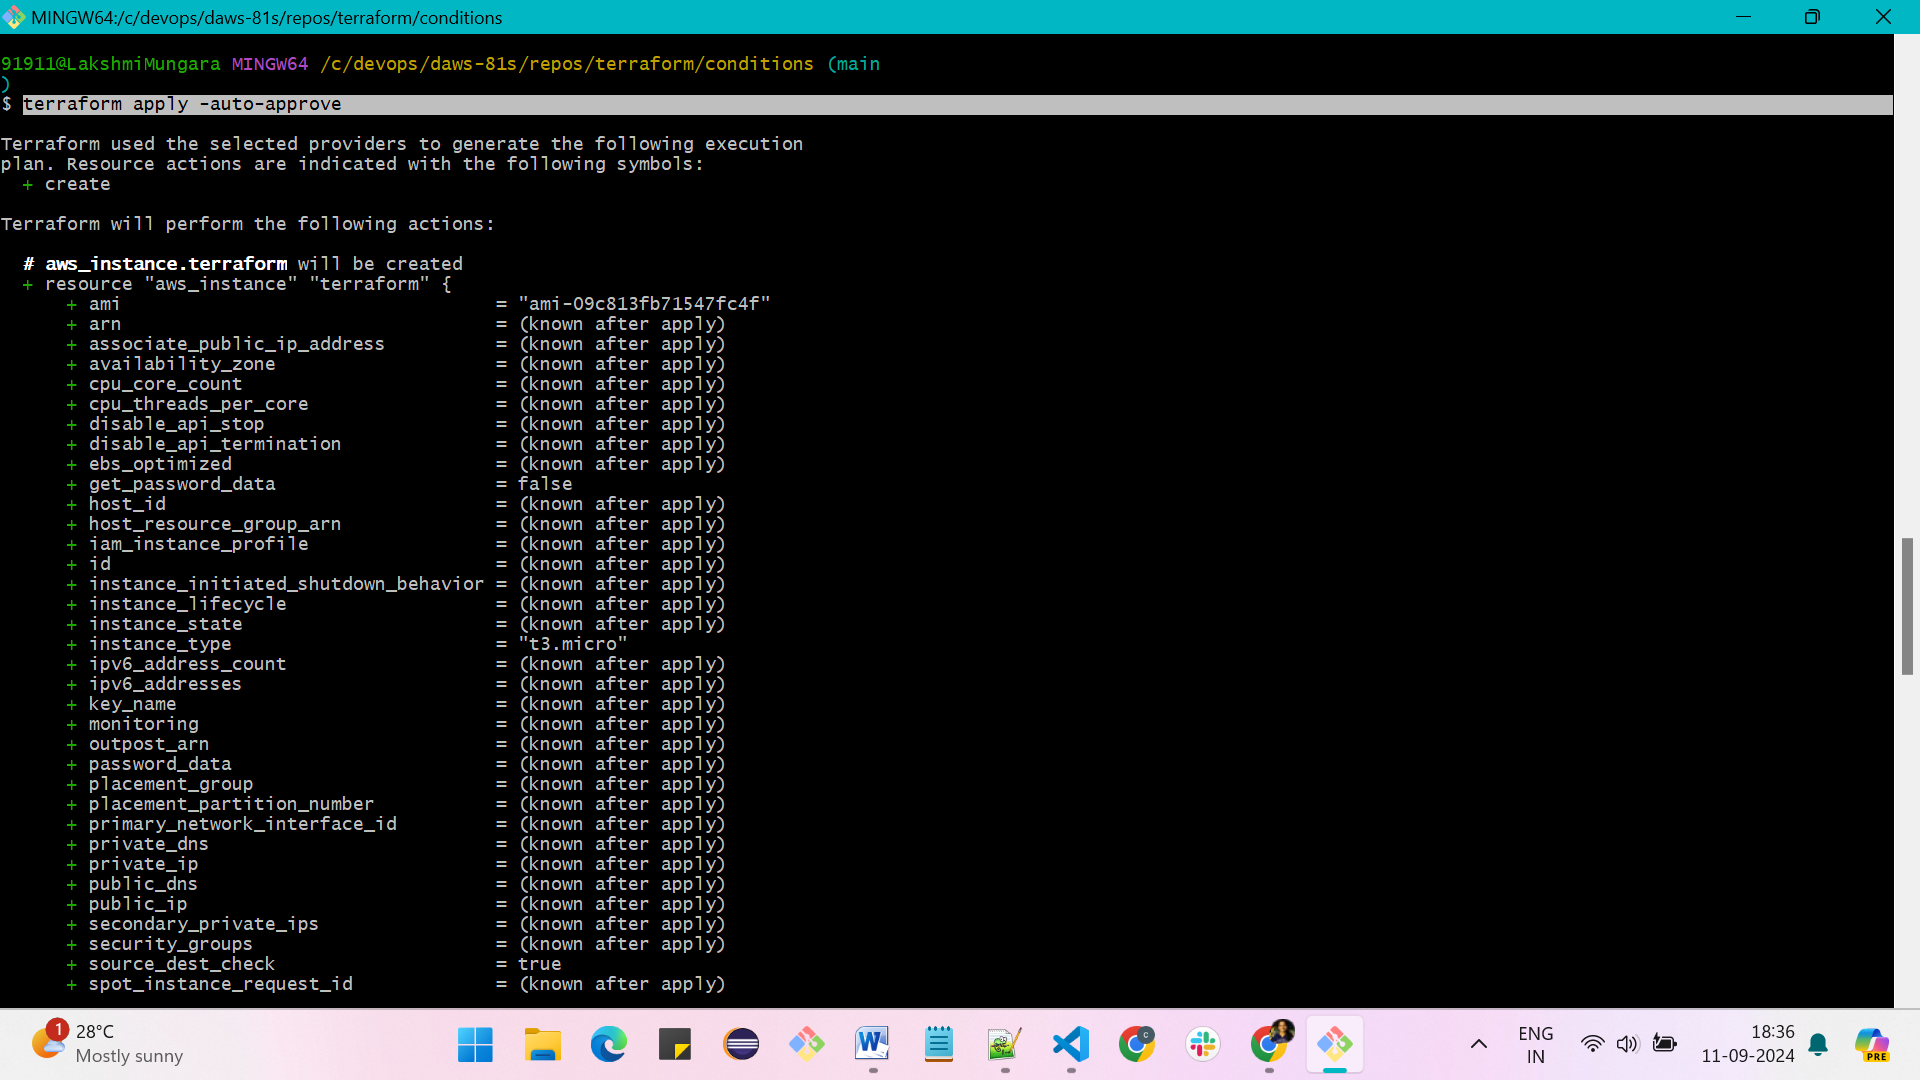 MINGW64:/c/devops/daws-81s/repos/terraform/conditions
91911@LakshmiMungara MINGW64 /c/devops/daws-81s/repos/terraform/conditions (main
)
$ terraform apply -auto-approve
Terraform used the selected providers to generate the following execution
plan. Resource actions are indicated with the following symbols:
+ create
Terraform will perform the following actions:
# aws_instance.terraform will be created
+ resource "aws_instance" "terraform" {
+ ami = "ami-09c813fb71547fc4f"
+ arn = (known after apply)
+ associate_public_ip_address = (known after apply)
+ availability_zone = (known after apply)
+ cpu_core_count = (known after apply)
+ cpu_threads_per_core = (known after apply)
+ disable_api_stop = (known after apply)
+ disable_api_termination = (known after apply)
+ ebs_optimized = (known after apply)
+ get_password_data = false
+ host_id = (known after apply)
+ host_resource_group_arn = (known after apply)
+ iam_instance_profile = (known after apply)
+ id = (known after apply)
+ instance_initiated_shutdown_behavior = (known after apply)
+ instance_lifecycle = (known after apply)
+ instance_state = (known after apply)
+ instance_type = "t3.micro"
+ ipv6_address_count = (known after apply)
+ ipv6_addresses = (known after apply)
+ key_name = (known after apply)
+ monitoring = (known after apply)
+ outpost_arn = (known after apply)
+ password_data = (known after apply)
+ placement_group = (known after apply)
+ placement_partition_number = (known after apply)
+ primary_network_interface_id = (known after apply)
+ private_dns = (known after apply)
+ private_ip = (known after apply)
+ public_dns = (known after apply)
+ public_ip = (known after apply)
+ secondary_private_ips = (known after apply)
+ security_groups = (known after apply)
+ source_dest_check = true
+ spot_instance_request_id = (known after apply)
1
28°C
Mostly sunny
W
C
ENG
IN
18:36
11-09-2024
PRE